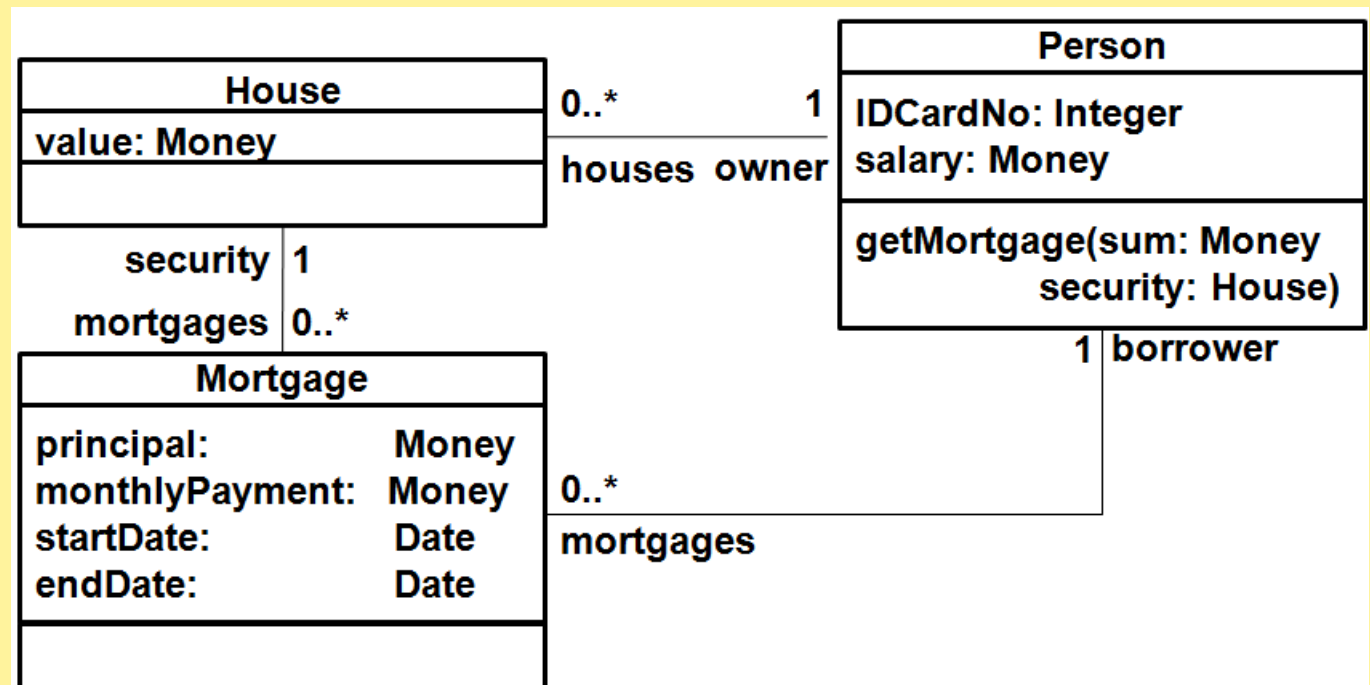 House
value: Money
0..* 1
houses owner
Person
IDCardNo: Integer
salary: Money
getMortgage(sum: Money
security: House)
security 1
mortgages 0..*
1 borrower
Mortgage
principal: Money
monthlyPayment: Money
startDate: Date
endDate: Date
0..*
mortgages